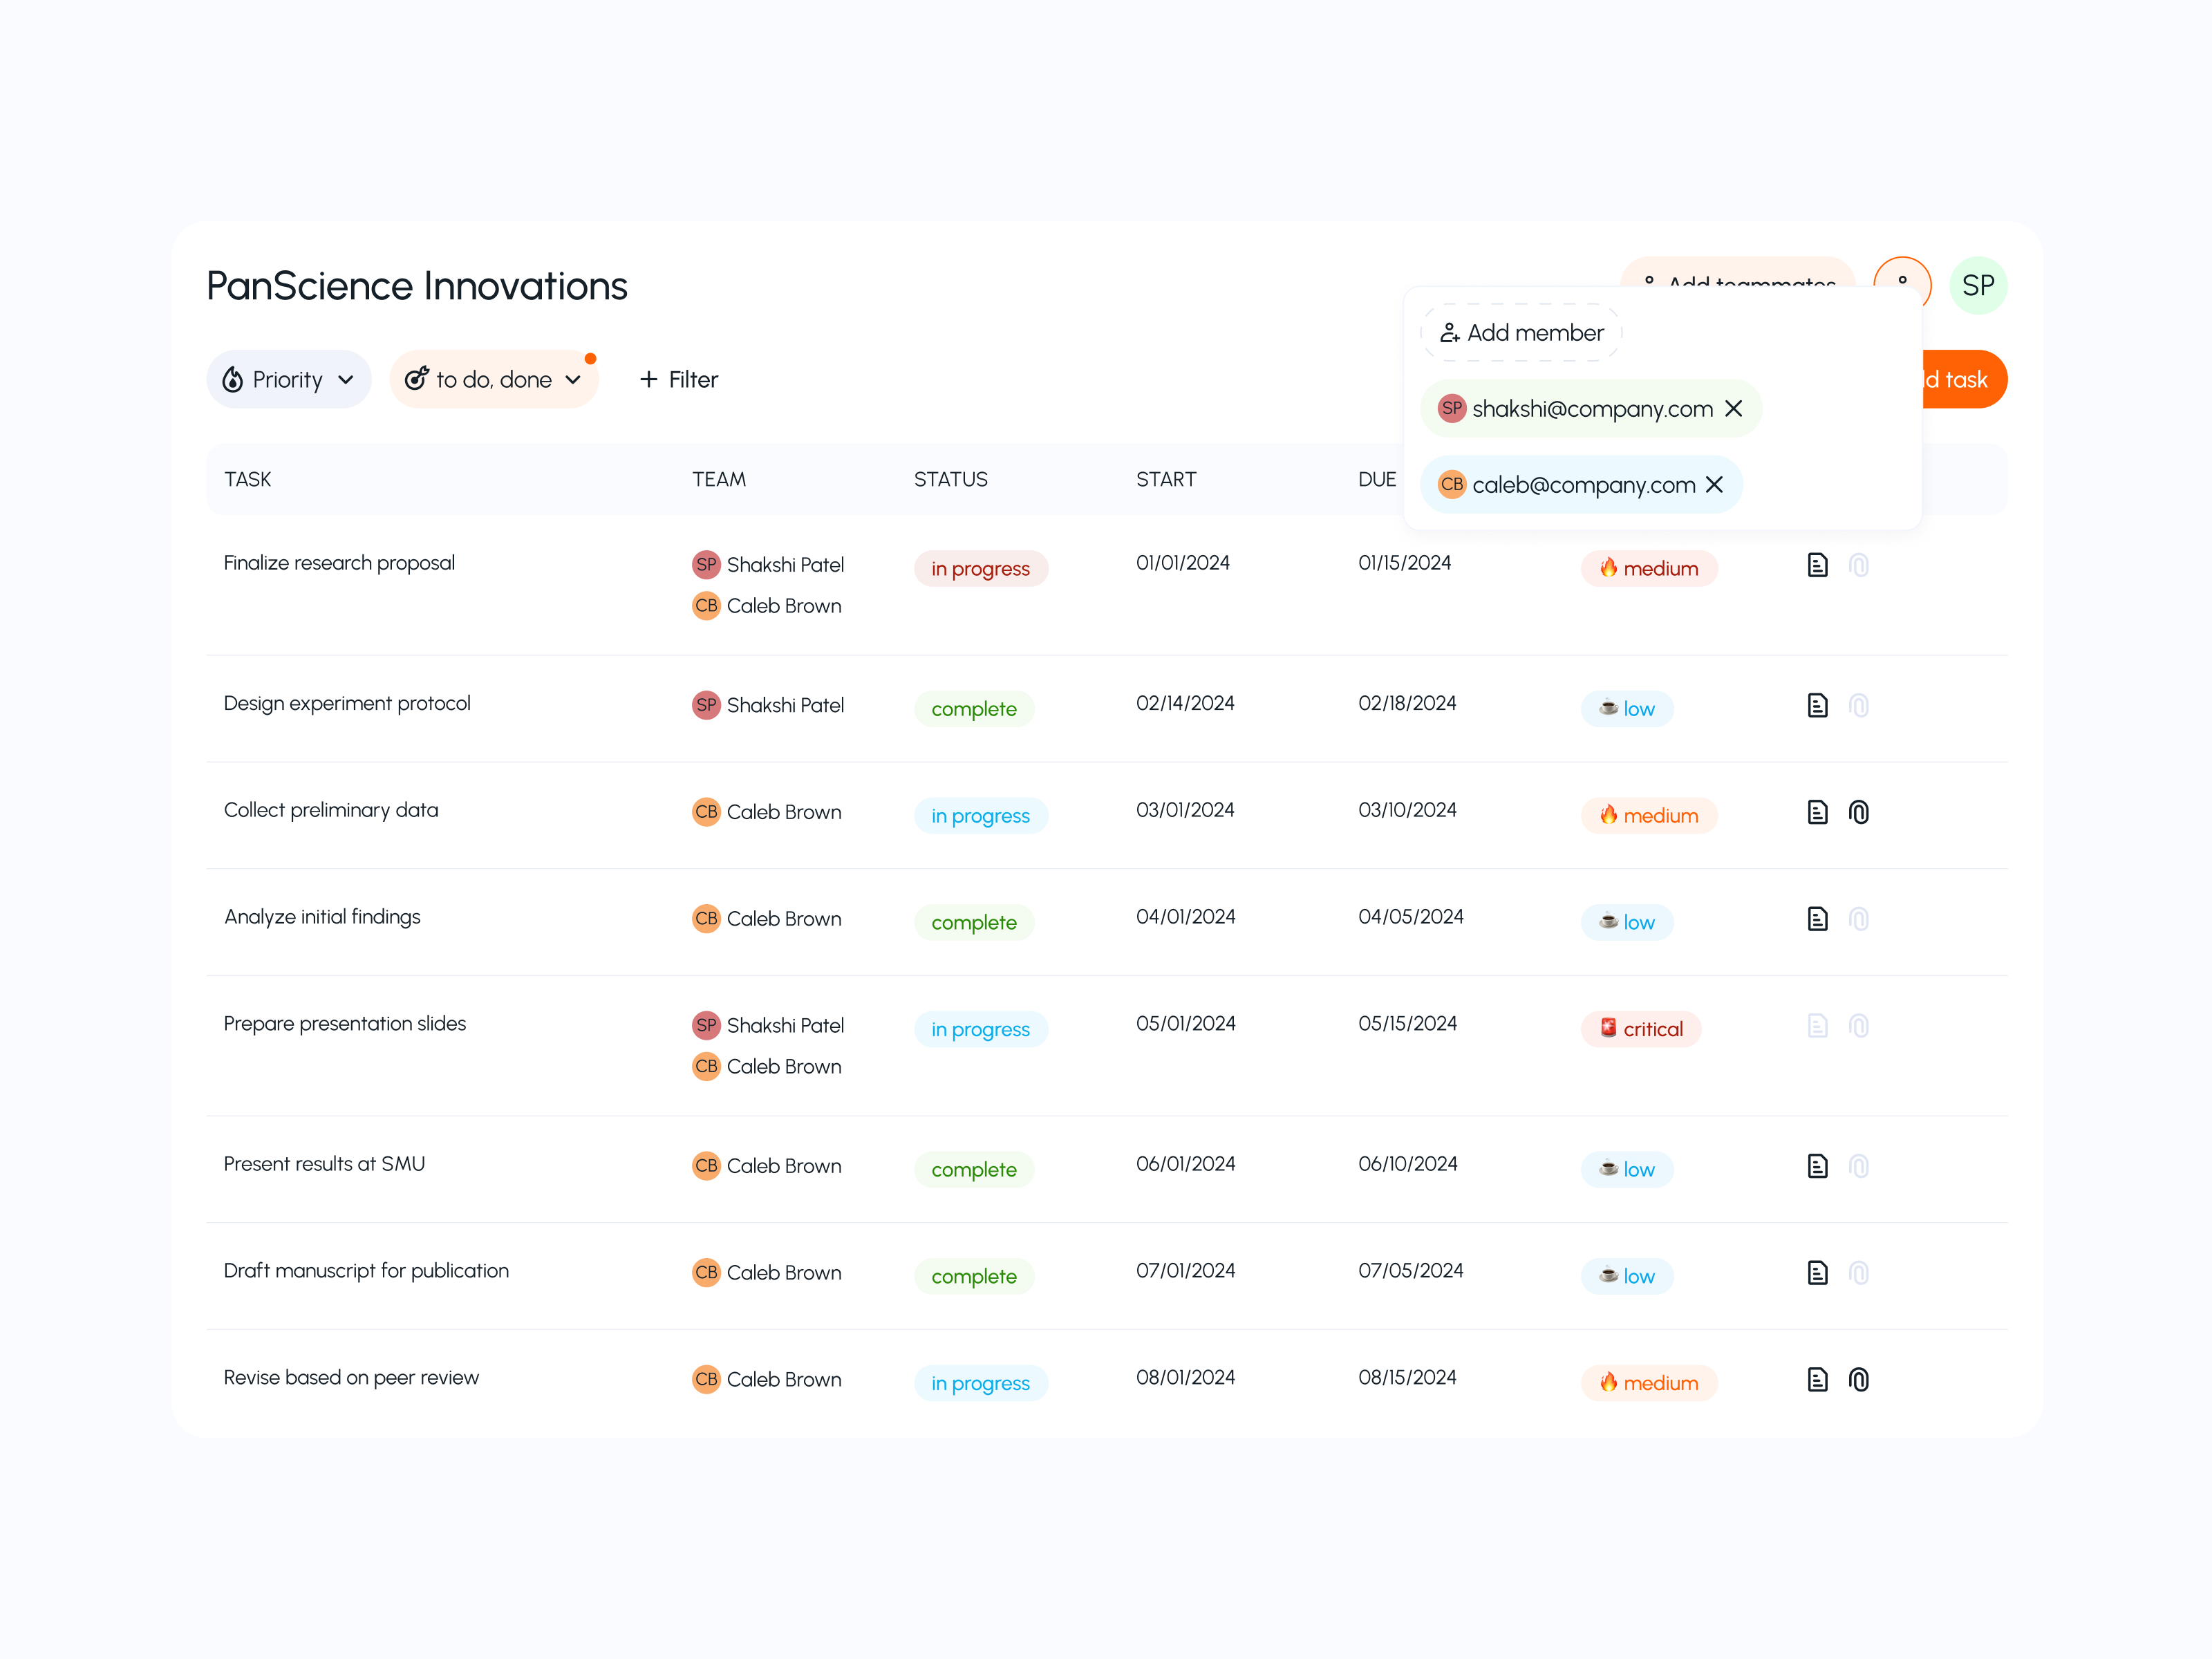 PanScience Innovations
Add teammates
SP
Add member
Priority
to do, done
Filter
d task
SP shakshi@company.com
CB caleb@company.com
TASK TEAM STATUS START DUE
Finalize research proposal SP Shakshi Patel in progress 01/01/2024 01/15/2024 medium
CB Caleb Brown
Design experiment protocol SP Shakshi Patel complete 02/14/2024 02/18/2024 low
Collect preliminary data CB Caleb Brown in progress 03/01/2024 03/10/2024 medium
Analyze initial findings CB Caleb Brown complete 04/01/2024 04/05/2024 low
Prepare presentation slides SP Shakshi Patel in progress 05/01/2024 05/15/2024 critical
CB Caleb Brown
Present results at SMU CB Caleb Brown complete 06/01/2024 06/10/2024 low
Draft manuscript for publication CB Caleb Brown complete 07/01/2024 07/05/2024 low
Revise based on peer review CB Caleb Brown in progress 08/01/2024 08/15/2024 medium